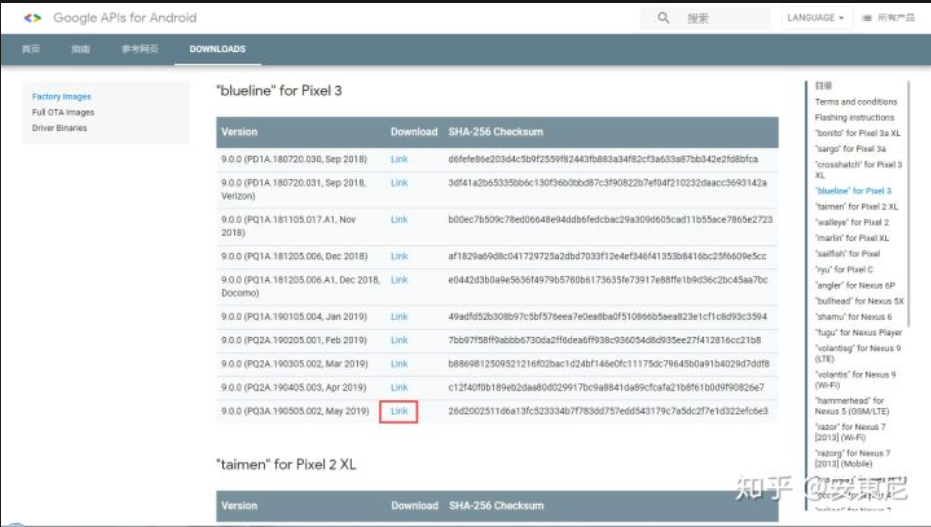 Google APIs for Android
搜索
LANGUAGE
所有产品
首页
指南
参考网页
DOWNLOADS
Factory Images
Full OTA Images
Driver Binaries
"blueline" for Pixel 3
Version Download SHA-256 Checksum
9.0.0 (PD1A.180720.030, Sep 2018) Link d6fefe86e203d4c5b9f2559f82443fb883a34f82cf3a633a87bb342e2fd8bfca
9.0.0 (PD1A.180720.031, Sep 2018, Link 3df41a2b65335bb6c130f36b0bbd87c3f90822b7ef04f210232daacc3693142a
Verizon)
9.0.0 (PQ1A.181105.017.A1, Nov Link b00ec7b509c78ed06648e94ddb6fedcbac29a309d605cad11b55ace7865e2723
2018)
9.0.0 (PQ1A.181205.006, Dec 2018) Link af1829a69d8c041729725a2dbd7033f12e4ef346f41353b8416bc25f6609e5cc
9.0.0 (PQ1A.181205.006.A1, Dec 2018, Link e0442d3b0a9e5636f4979b5780b6173635fe73917e88ffe1b9d36c2bc45aa7bc
Docomo)
9.0.0 (PQ1A.190105.004, Jan 2019) Link 49adfd52b308b97c5bf576eea7e0ea8ba0f510866b5aea823e1cf1c8d93c3594
9.0.0 (PQ2A.190205.001, Feb 2019) Link 7bb97f58ff9abbb6730da2ff6dea6ff938c936054d8d935ee27f412816cc21b8
9.0.0 (PQ2A.190305.002, Mar 2019) Link b8869812509521216f02bac1d24bf146e0fc11175dc79645b0a91b4029d7ddf8
9.0.0 (PQ2A.190405.003, Apr 2019) Link c12f40f0b189eb2daa80d029917bc9a8841da89cfcafa21b8f61b0d9f90826e7
9.0.0 (PQ3A.190505.002, May 2019) Link 26d2002511d6a13fc523334b7f783dd757edd543179c7a5dc2f7e1d322efc6e3
"taimen" for Pixel 2 XL
Version Download SHA-256 Checksum
目录
Terms and conditions
Flashing instructions
"bonito" for Pixel 3a XL
"sargo" for Pixel 3a
"crosshatch" for Pixel 3
XL
"blueline" for Pixel 3
"taimen" for Pixel 2 XL
"walleye" for Pixel 2
"marlin" for Pixel XL
"sailfish" for Pixel
"ryu" for Pixel C
"angler" for Nexus 6P
"bullhead" for Nexus 5X
"shamu" for Nexus 6
"fugu" for Nexus Player
"volantisg" for Nexus 9
(LTE)
"volantis" for Nexus 9
(Wi-Fi)
"hammerhead" for
Nexus 5 (GSM/LTE)
"razor" for Nexus 7
[2013] (Wi-Fi)
"razorg" for Nexus 7
[2013] (Mobile)
知乎 @安東尼